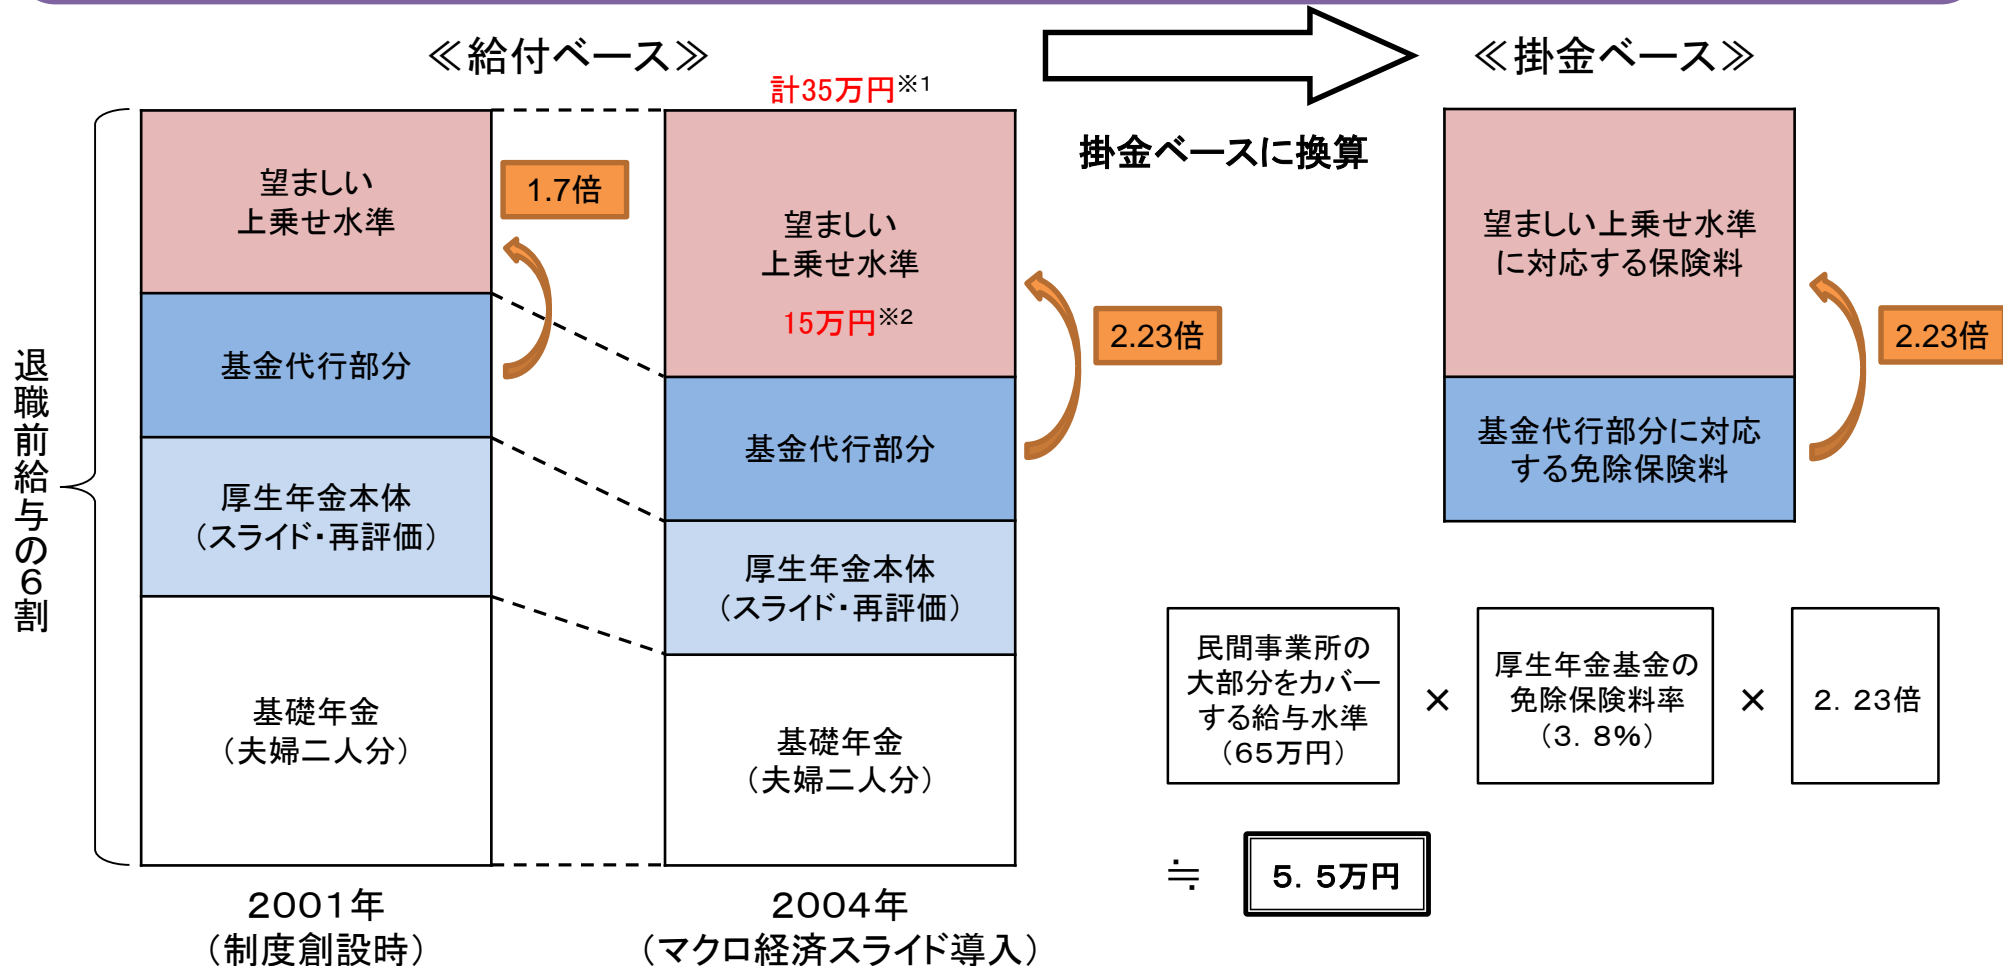 ≪給付ベース≫
≪掛金ベース≫
計35万円※1
掛金ベースに換算
望ましい
上乗せ水準
1.7倍
基金代行部分
厚生年金本体
（スライド・再評価）
基礎年金
（夫婦二人分）
退職前給与の６割
2001年
（制度創設時）
望ましい
上乗せ水準
15万円※2
2.23倍
基金代行部分
厚生年金本体
（スライド・再評価）
基礎年金
（夫婦二人分）
2004年
（マクロ経済スライド導入）
望ましい上乗せ水準
に対応する保険料
2.23倍
基金代行部分に対応
する免除保険料
民間事業所の
大部分をカバー
する給与水準
（65万円）
×
厚生年金基金の
免除保険料率
（3．8%）
×
2．23倍
≒
5．5万円